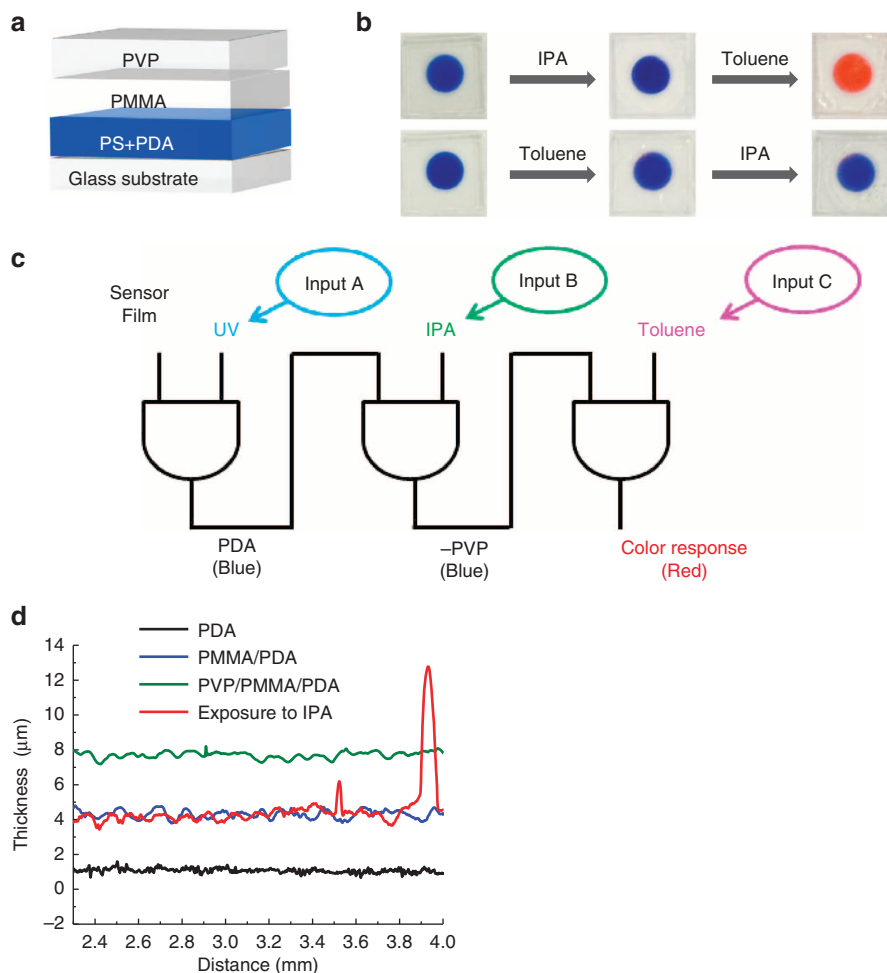 a
PVP
PMMA
PS+PDA
Glass substrate
b
IPA
Toluene
Toluene
IPA
c
Sensor
Film
Input A
Input B
Input C
UV
IPA
Toluene
PDA
(Blue)
–PVP
(Blue)
Color response
(Red)
d
PDA
PMMA/PDA
PVP/PMMA/PDA
Exposure to IPA
Thickness (μm)
14
12
10
8
6
4
2
0
–2
2.4 2.6 2.8 3.0 3.2 3.4 3.6 3.8 4.0
Distance (mm)